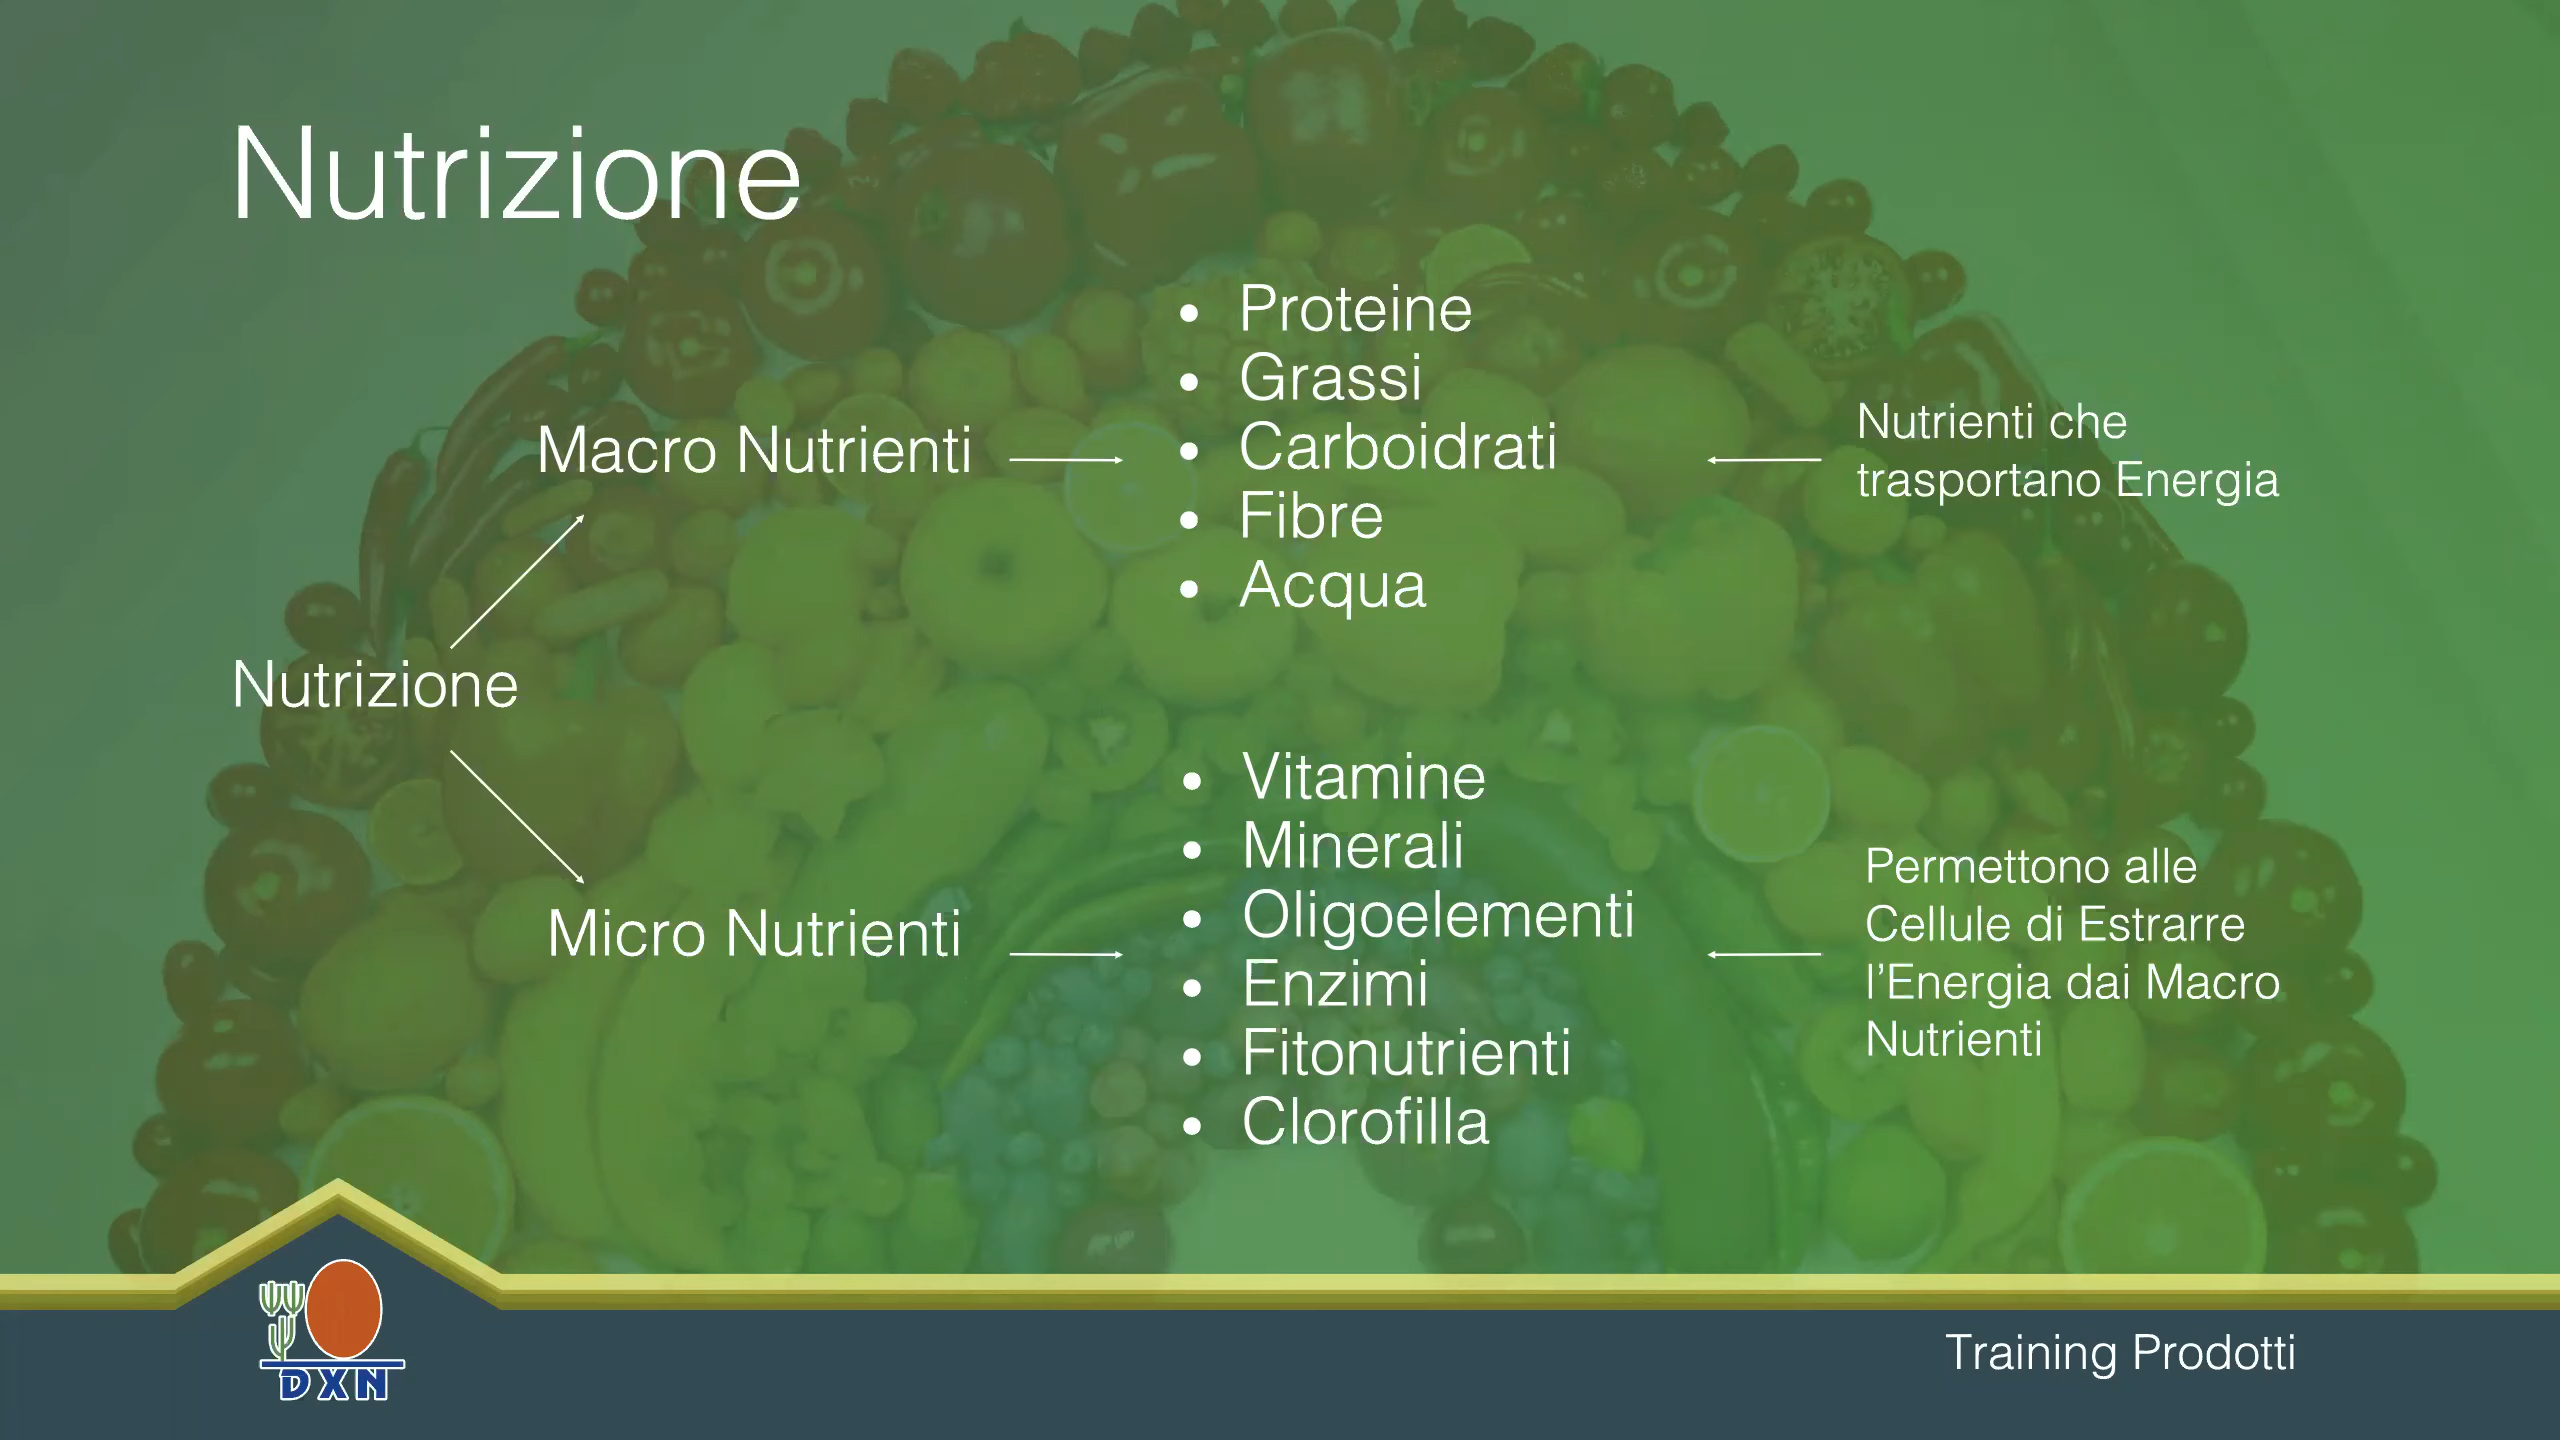 Nutrizione
Macro Nutrienti
• Proteine
• Grassi
• Carboidrati
• Fibre
• Acqua
Nutrienti che
trasportano Energia
Nutrizione
Micro Nutrienti
• Vitamine
• Minerali
• Oligoelementi
• Enzimi
• Fitonutrienti
• Clorofilla
Permettono alle
Cellule di Estrarre
l’Energia dai Macro
Nutrienti
DXN
Training Prodotti